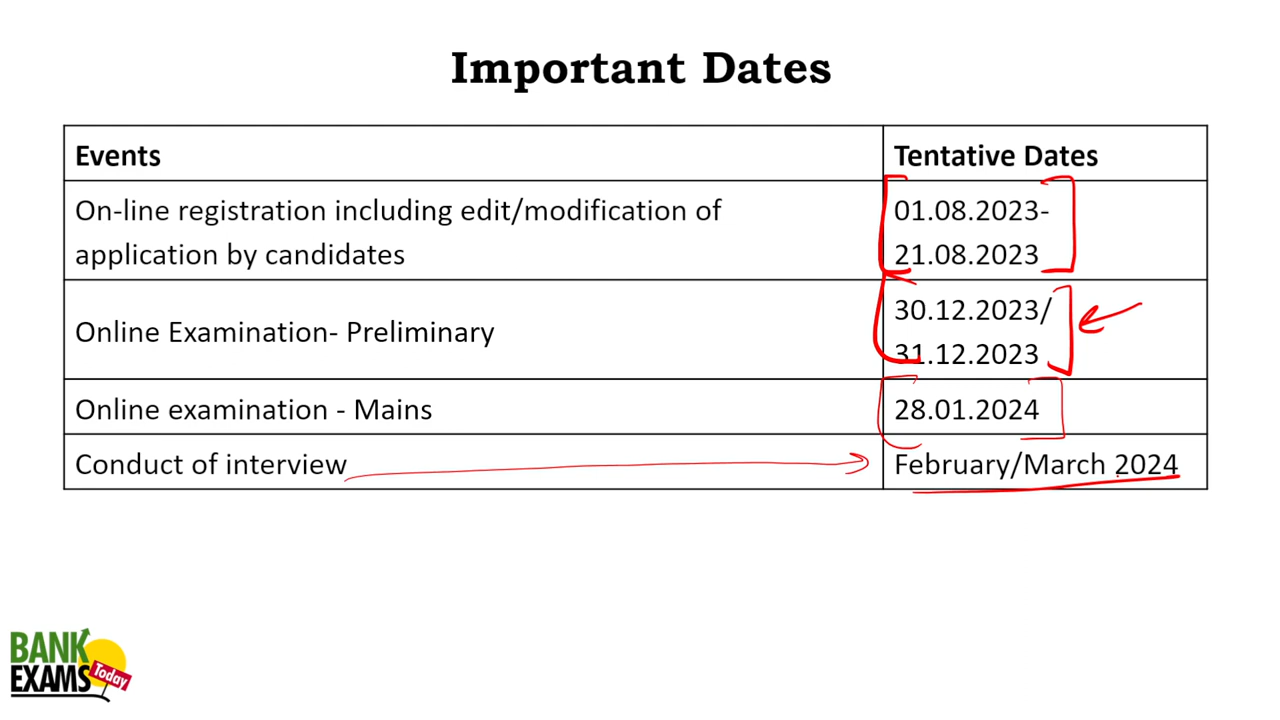 Important Dates
Events
Tentative Dates
On-line registration including edit/modification of
application by candidates
01.08.2023-
21.08.2023
Online Examination- Preliminary
30.12.2023/
31.12.2023
Online examination - Mains
28.01.2024
Conduct of interview
February/March 2024
BANK
EXAMS
Today